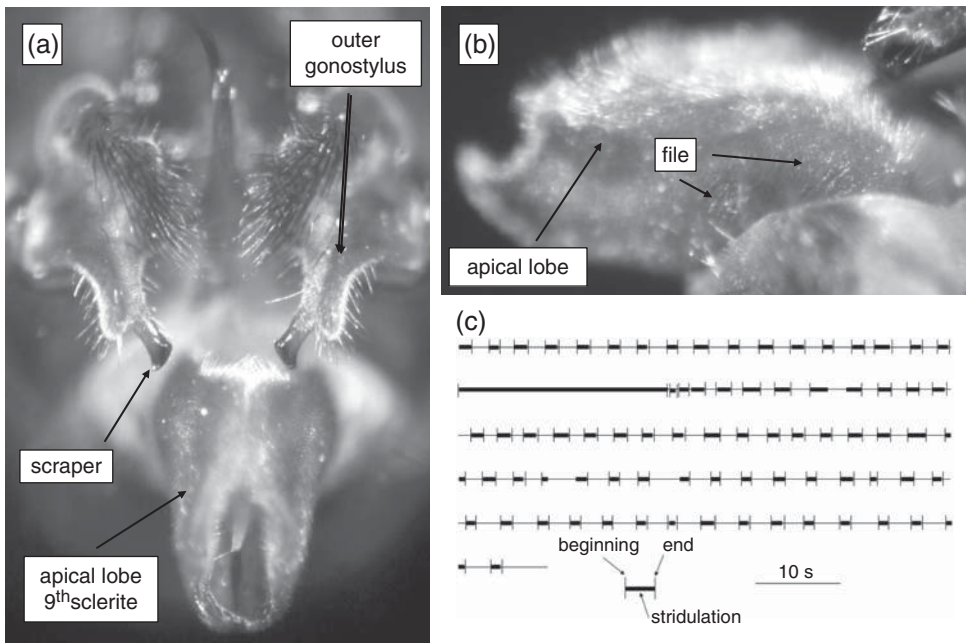 (a)
outer
gonostylus
scraper
apical lobe
9thsclerite
(b)
file
apical lobe
(c)
beginning
end
stridulation
10 s